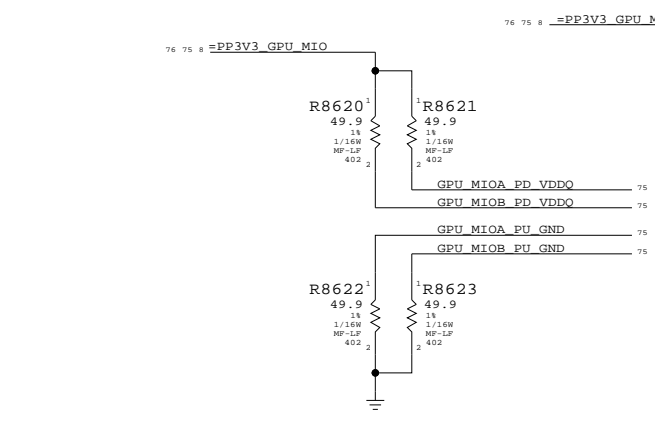 76 75 8 =PP3V3_GPU_M
76 75 8 =PP3V3_GPU_MIO
R8620 1
49.9
1%
1/16W
MF-LF
402
2
1 R8621
49.9
1%
1/16W
MF-LF
402
2
GPU_MIOA_PD_VDDQ 75
GPU_MIOB_PD_VDDQ 75
GPU_MIOA_PU_GND 75
GPU_MIOB_PU_GND 75
R8622 1
49.9
1%
1/16W
MF-LF
402
2
1 R8623
49.9
1%
1/16W
MF-LF
402
2